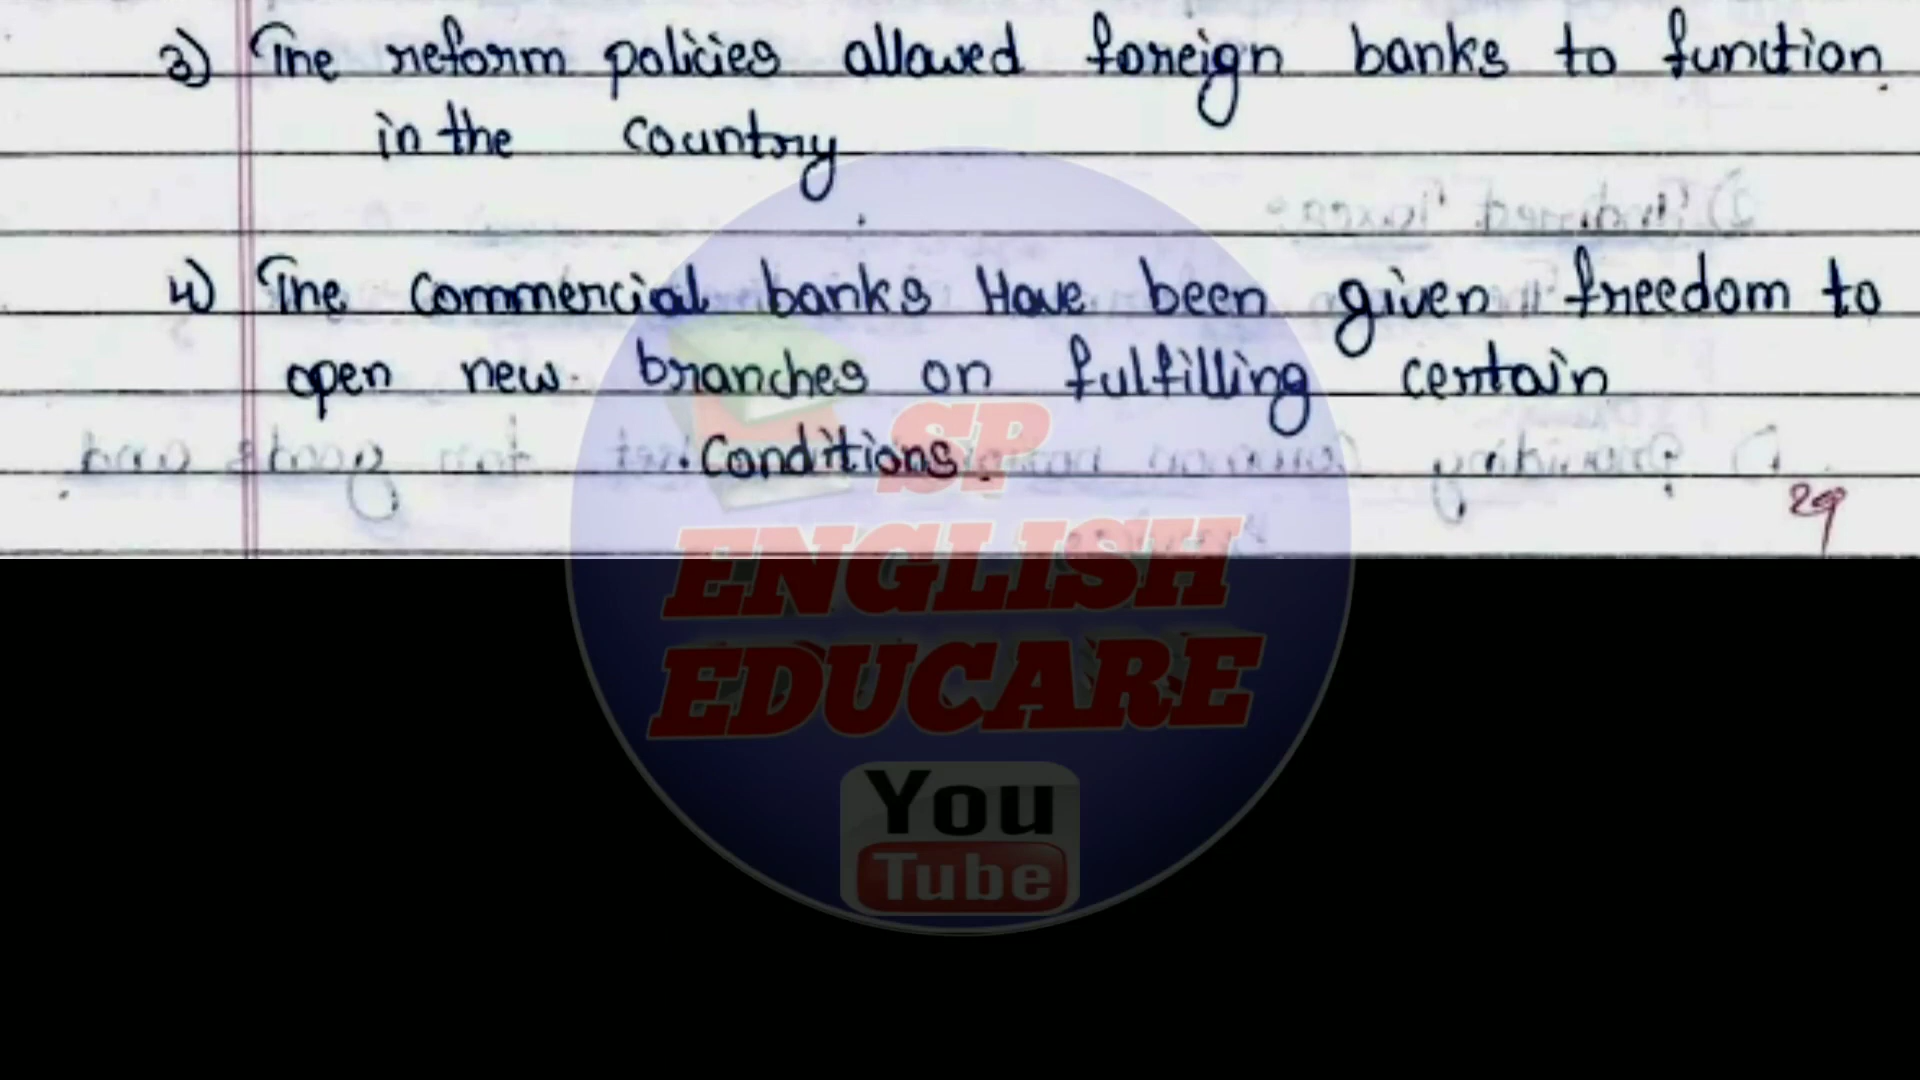 3) The reform policies allowed foreign banks to function
in the country.
4) The commercial banks Have been given freedom to
open new branches on fulfilling certain
Conditions.
29
SP
ENGLISH
EDUCARE
You
Tube